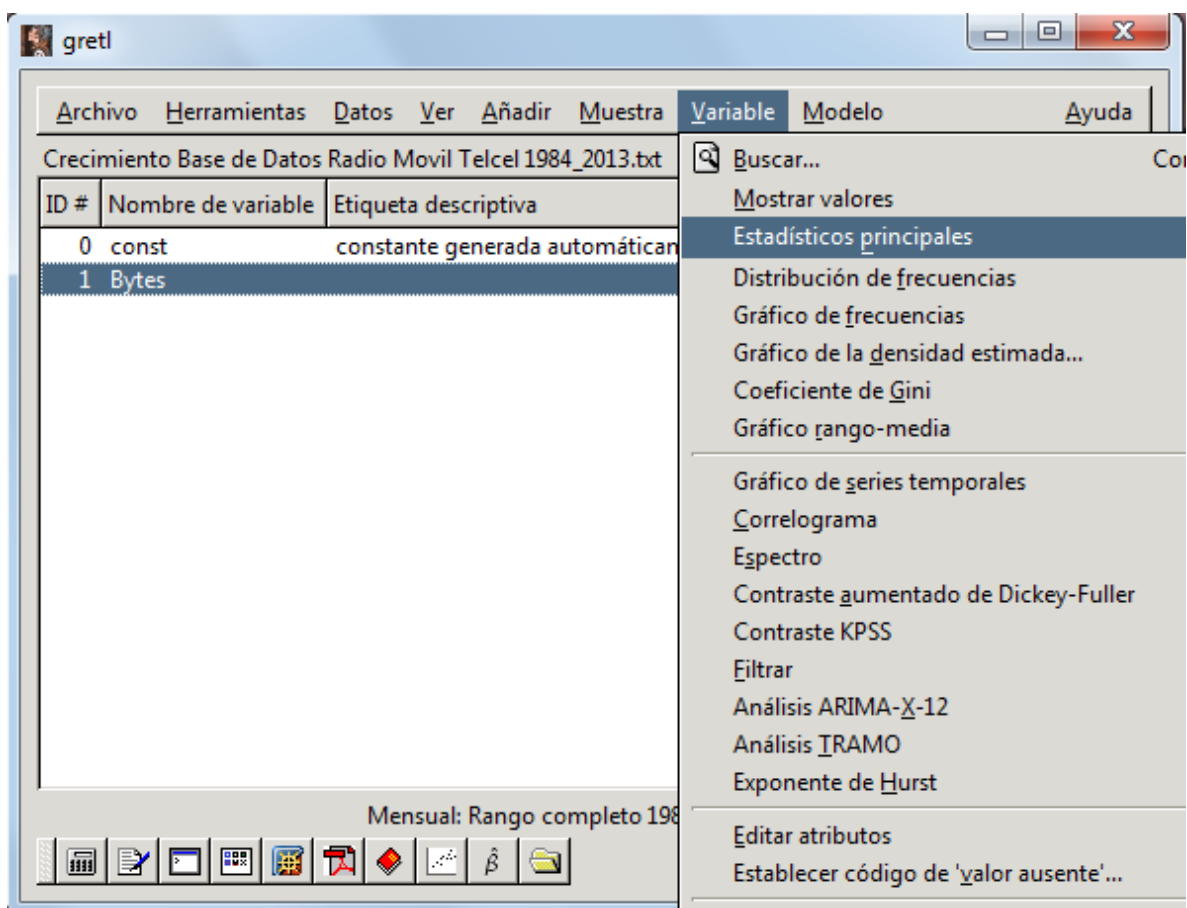 gretl
Archivo Herramientas Datos Ver Añadir Muestra Variable Modelo Ayuda
Crecimiento Base de Datos Radio Movil Telcel 1984_2013.txt
ID # Nombre de variable Etiqueta descriptiva
0 const constante generada automátican
1 Bytes
Buscar... Cor
Mostrar valores
Estadísticos principales
Distribución de frecuencias
Gráfico de frecuencias
Gráfico de la densidad estimada...
Coeficiente de Gini
Gráfico rango-media
Gráfico de series temporales
Correlograma
Espectro
Contraste aumentado de Dickey-Fuller
Contraste KPSS
Filtrar
Análisis ARIMA-X-12
Análisis TRAMO
Exponente de Hurst
Editar atributos
Establecer código de 'valor ausente'...
Mensual: Rango completo 198
β̂